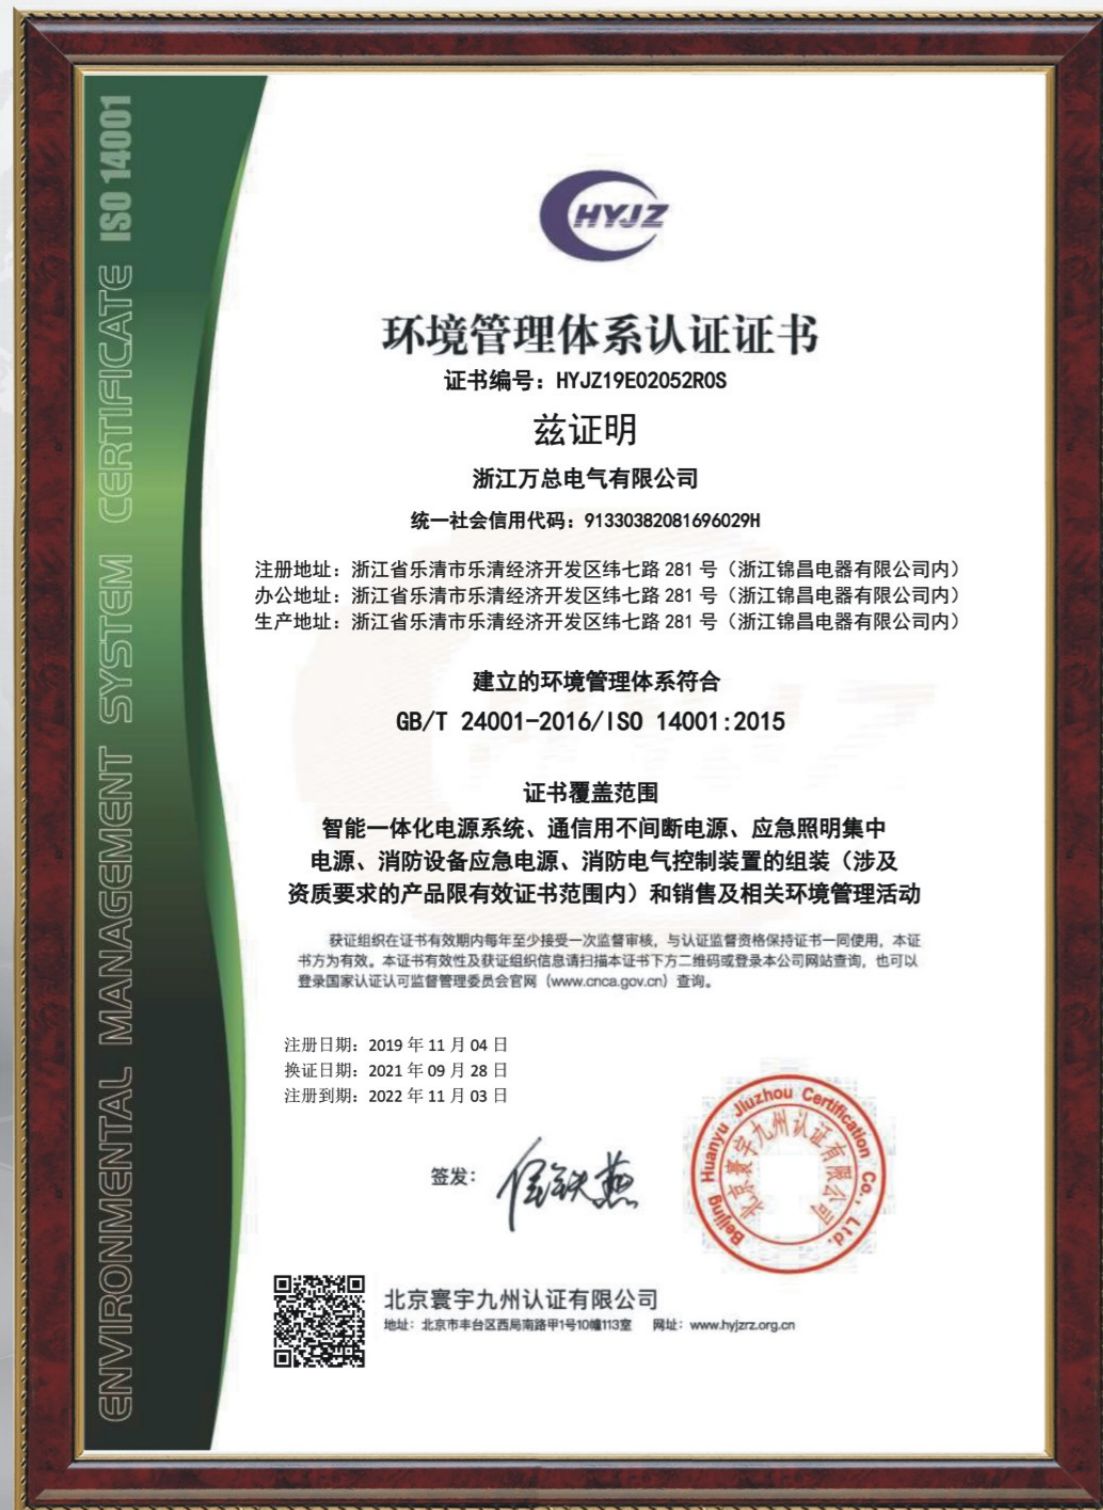 ENVIRONMENTAL MANAGEMENT SYSTEM CERTIFICATE ISO 14001
HYJZ
环境管理体系认证证书
证书编号：HYJZ19E02052R0S
兹证明
浙江万总电气有限公司
统一社会信用代码：91330382081696029H
注册地址：浙江省乐清市乐清经济开发区纬七路 281 号（浙江锦昌电器有限公司内）
办公地址：浙江省乐清市乐清经济开发区纬七路 281 号（浙江锦昌电器有限公司内）
生产地址：浙江省乐清市乐清经济开发区纬七路 281 号（浙江锦昌电器有限公司内）
建立的环境管理体系符合
GB/T 24001-2016/ISO 14001:2015
证书覆盖范围
智能一体化电源系统、通信用不间断电源、应急照明集中
电源、消防设备应急电源、消防电气控制装置的组装（涉及
资质要求的产品限有效证书范围内）和销售及相关环境管理活动
获证组织在证书有效期内每年至少接受一次监督审核，与认证监督资格保持证书一同使用，本证
书方为有效。本证书有效性及获证组织信息请扫描本证书下方二维码或登录本公司网站查询，也可以
登录国家认证认可监督管理委员会官网（www.cnca.gov.cn）查询。
注册日期：2019 年 11 月 04 日
换证日期：2021 年 09 月 28 日
注册到期：2022 年 11 月 03 日
Beijing Huanyu Jiuzhou Certification Co., Ltd.
北京寰宇九州认证有限公司
签发：
北京寰宇九州认证有限公司
地址：北京市丰台区西局南路甲1号10幢113室 网址：www.hyjzrz.org.cn